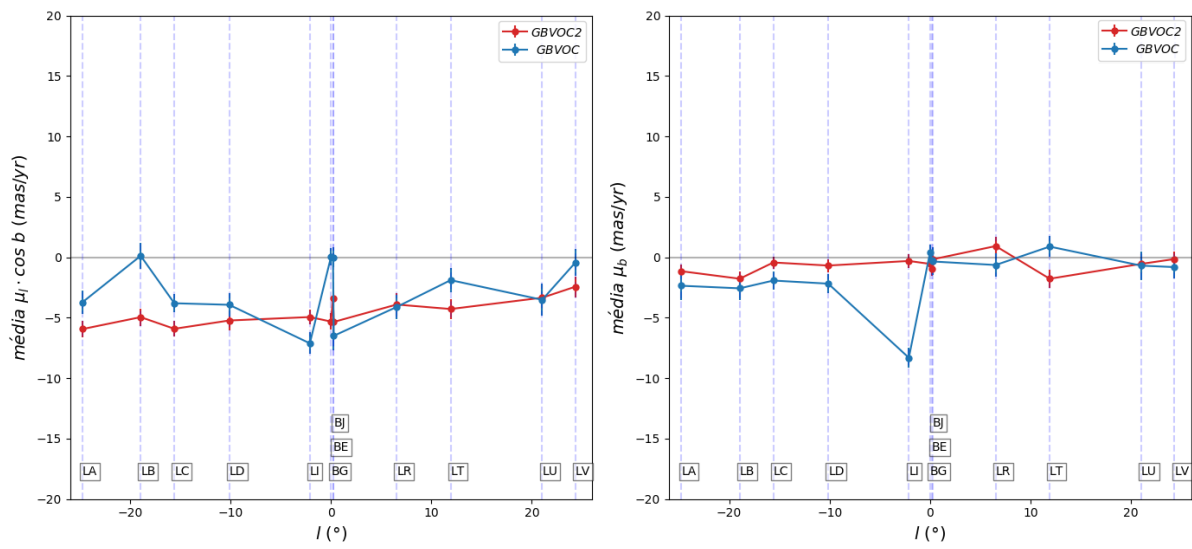 20
15
10
5
0
−5
−10
−15
−20
média μl · cos b (mas/yr)
GBVOC2
GBVOC
BJ
BE
LA
LB
LC
LD
LI
BG
LR
LT
LU
LV
−20
−10
0
10
20
l (°)
20
15
10
5
0
−5
−10
−15
−20
média μb (mas/yr)
GBVOC2
GBVOC
BJ
BE
LA
LB
LC
LD
LI
BG
LR
LT
LU
LV
−20
−10
0
10
20
l (°)